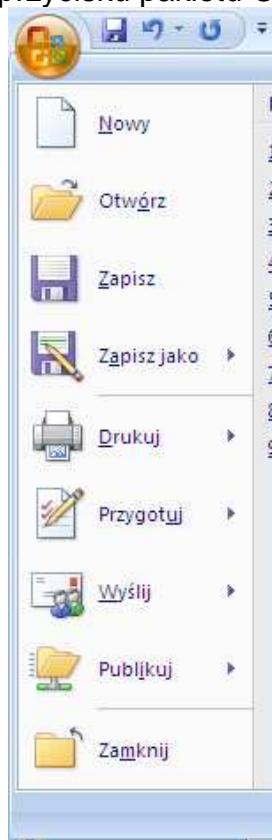 przycisku pakietu
Nowy
Otwórz
Zapisz
Zapisz jako
Drukuj
Przygotuj
Wyślij
Publikuj
Zamknij